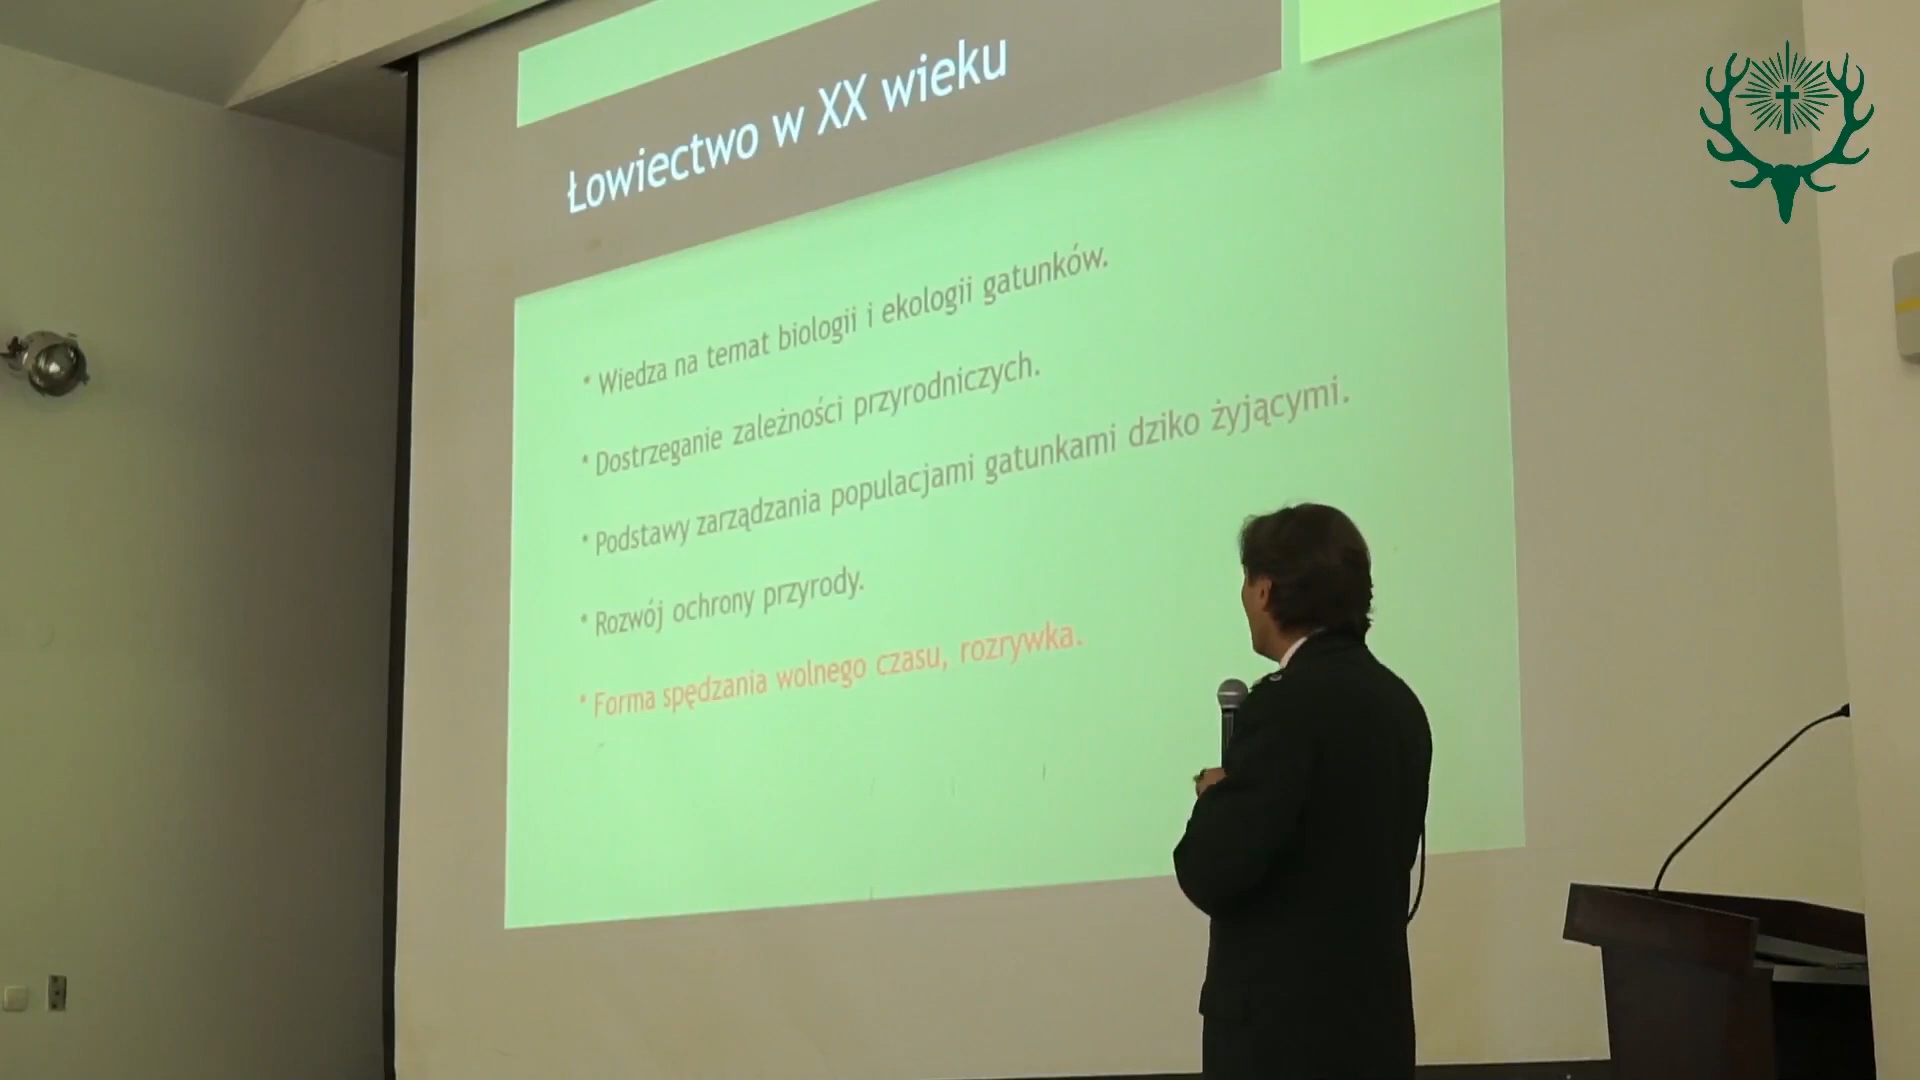 Łowiectwo w XX wieku
* Wiedza na temat biologii i ekologii gatunków.
* Dostrzeganie zależności przyrodniczych.
* Podstawy zarządzania populacjami gatunkami dziko żyjącymi.
* Rozwój ochrony przyrody.
* Forma spędzania wolnego czasu, rozrywka.